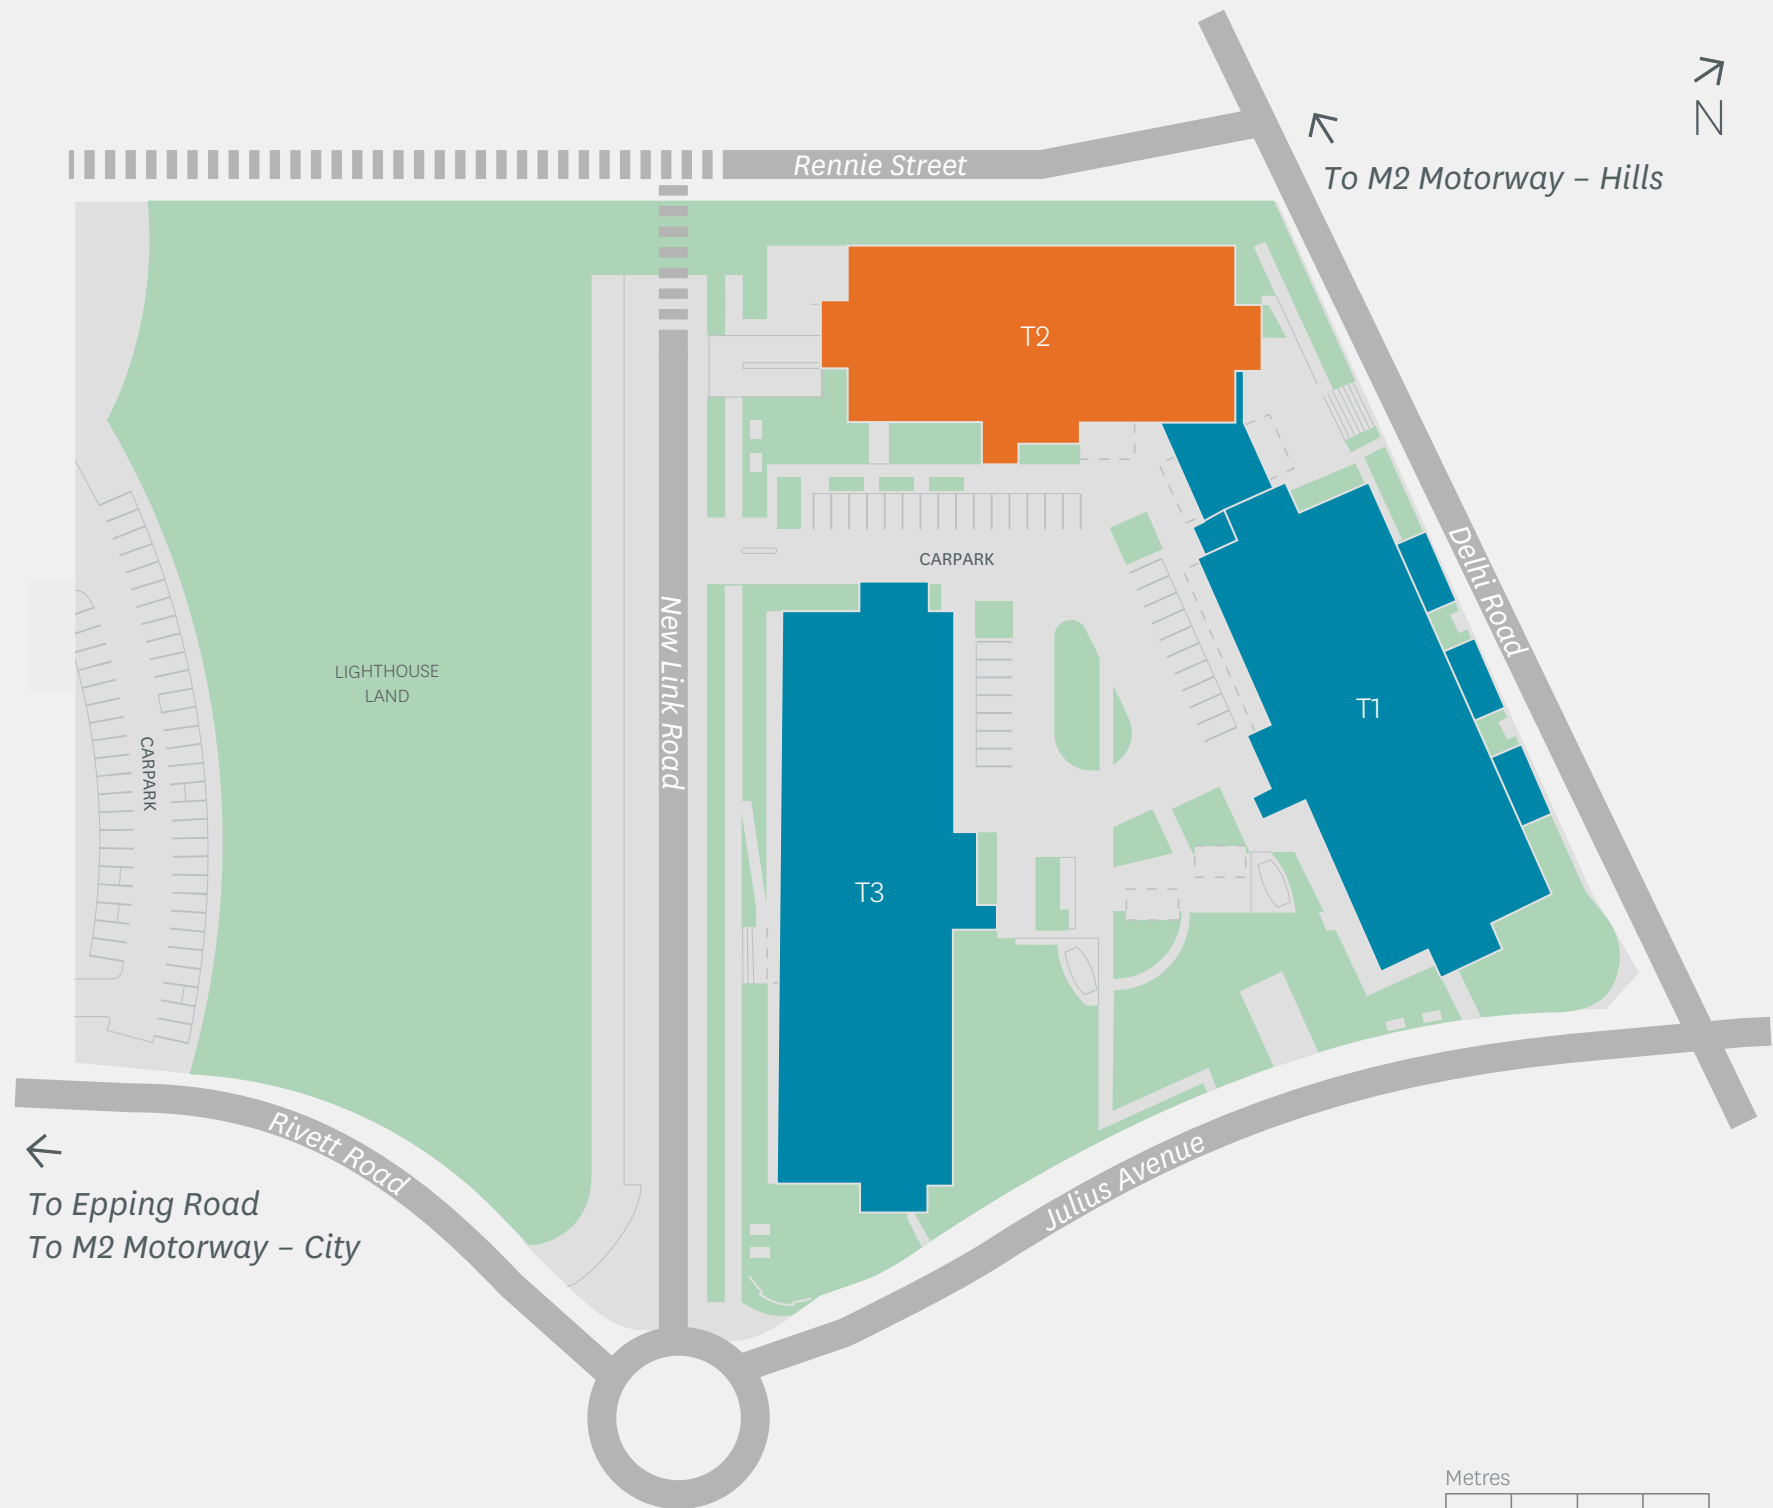 N
To M2 Motorway – Hills
Rennie Street
T2
Delhi Road
CARPARK
New Link Road
LIGHTHOUSE
LAND
T1
CARPARK
T3
Rivett Road
Julius Avenue
To Epping Road
To M2 Motorway – City
Metres